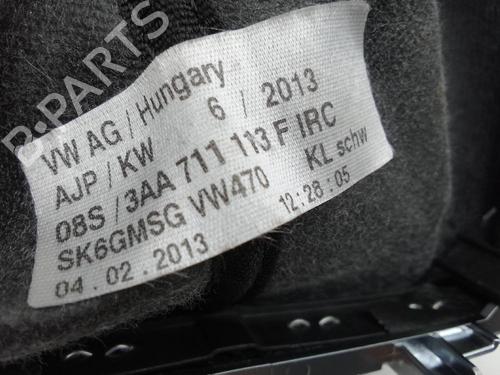 B-PARTS
VW AG / Hungary
AJP / KW 6 / 2013
08S / 3AA 711 113 F IRC
SK6GMSG VW470 KL schw
04.02.2013 12:28:05